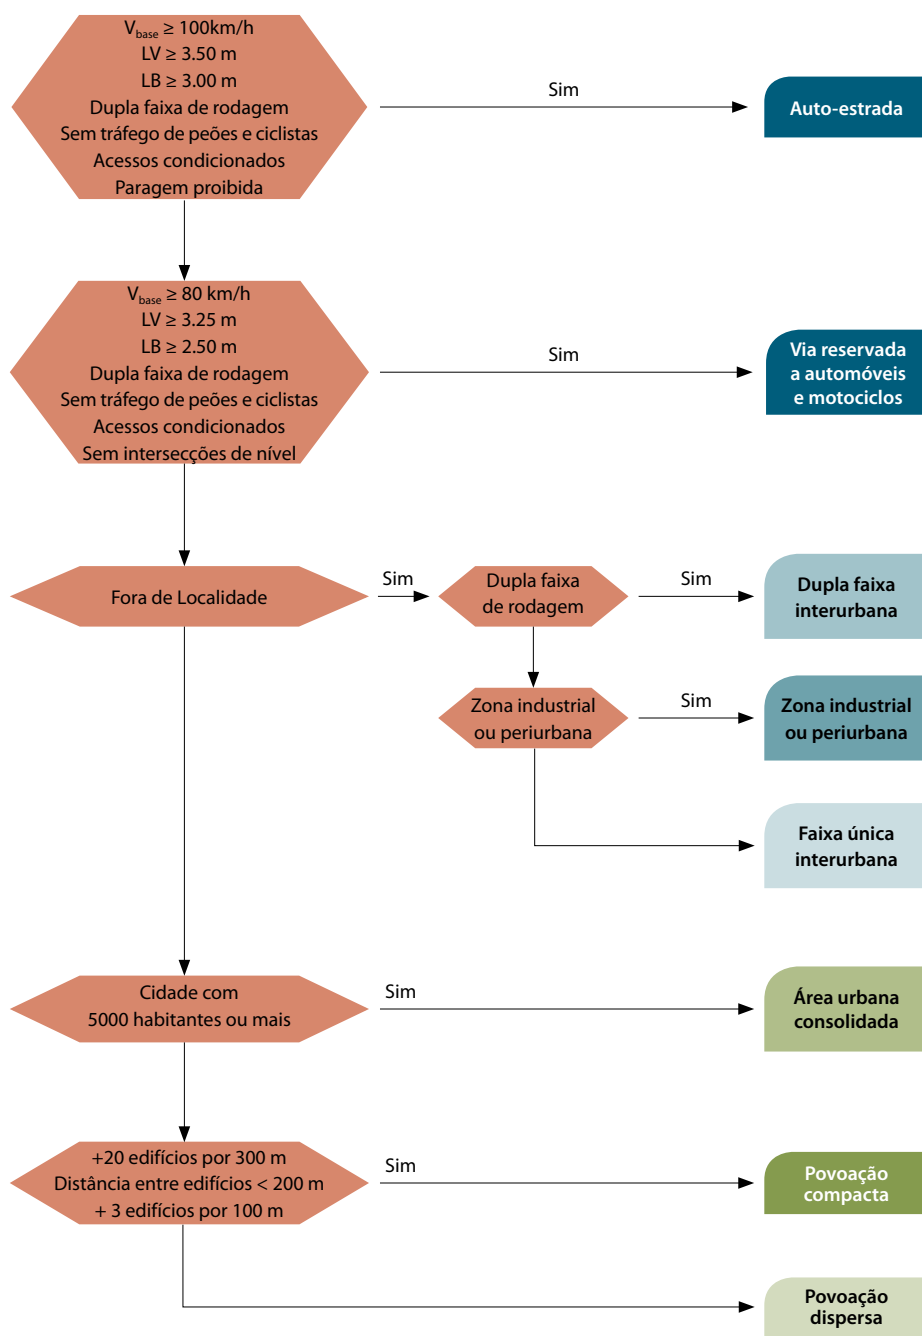 Vbase ≥ 100km/h
LV ≥ 3.50 m
LB ≥ 3.00 m
Dupla faixa de rodagem
Sem tráfego de peões e ciclistas
Acessos condicionados
Paragem proibida
Sim
Auto-estrada
Vbase ≥ 80 km/h
LV ≥ 3.25 m
LB ≥ 2.50 m
Dupla faixa de rodagem
Sem tráfego de peões e ciclistas
Acessos condicionados
Sem intersecções de nível
Sim
Via reservada
a automóveis
e motociclos
Fora de Localidade
Sim
Dupla faixa
de rodagem
Sim
Dupla faixa
interurbana
Zona industrial
ou periurbana
Sim
Zona industrial
ou periurbana
Faixa única
interurbana
Cidade com
5000 habitantes ou mais
Sim
Área urbana
consolidada
+20 edifícios por 300 m
Distância entre edifícios < 200 m
+ 3 edifícios por 100 m
Sim
Povoação
compacta
Povoação
dispersa